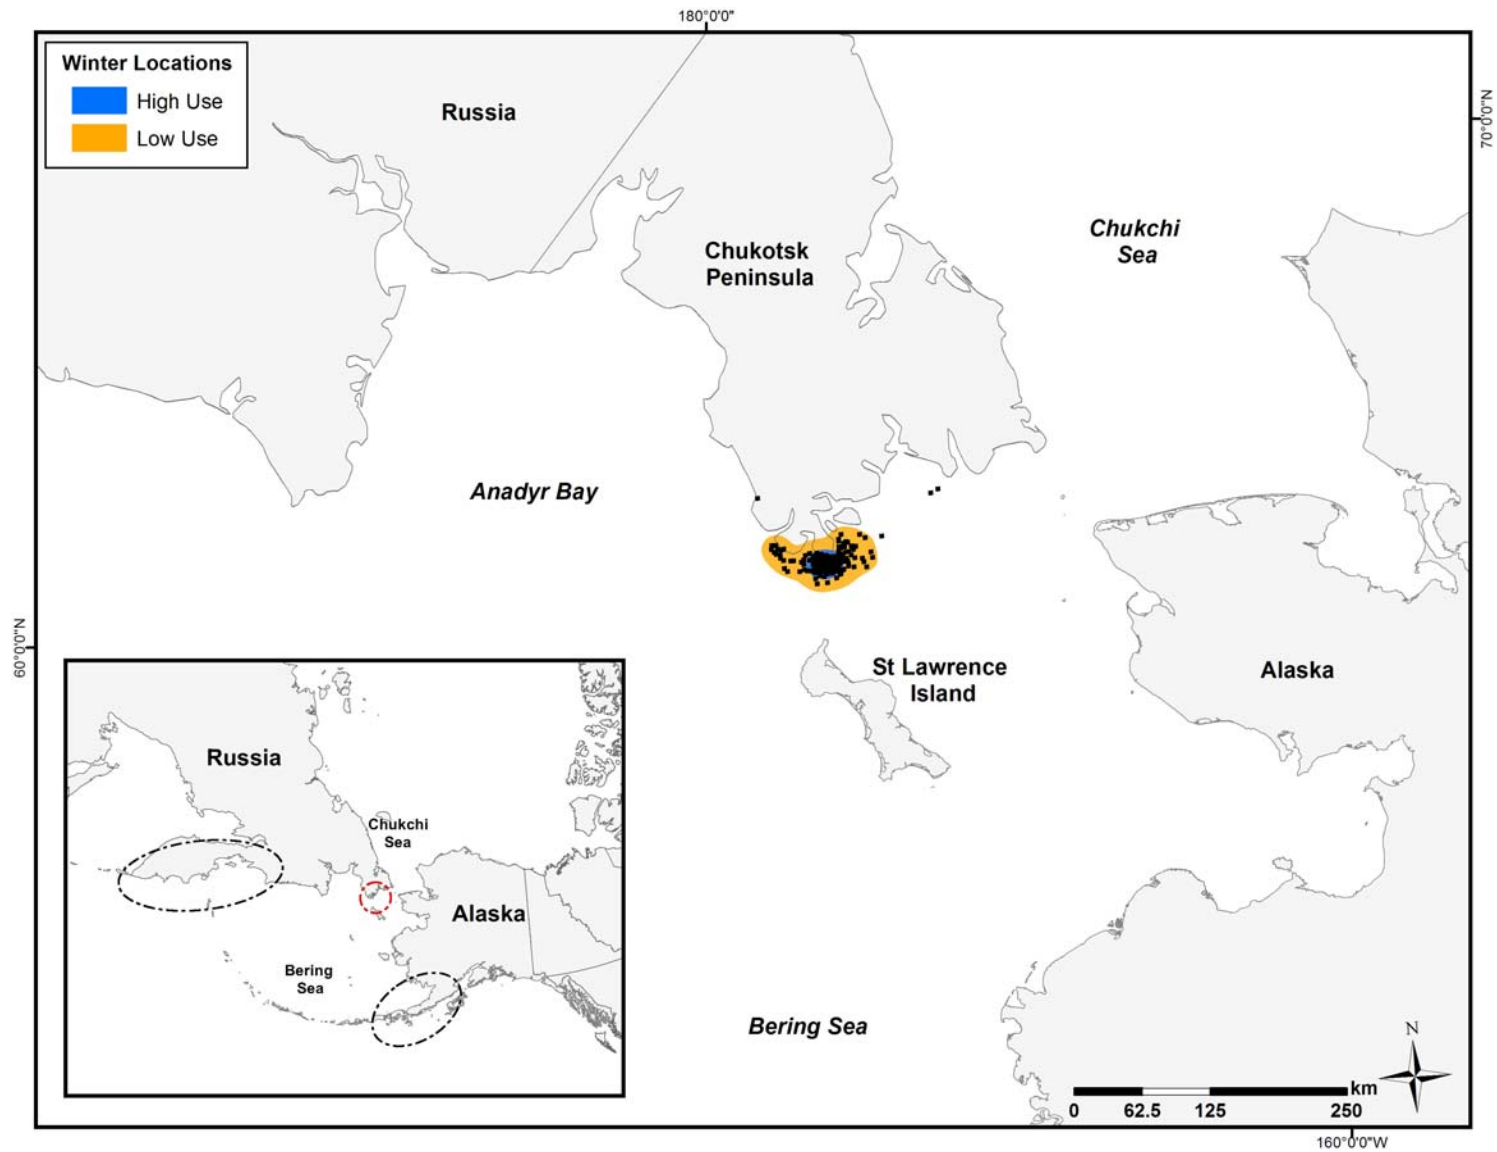 180°0'0"
Winter Locations
High Use
Low Use
Russia
70°0'0"N
Chukchi
Sea
Chukotsk
Peninsula
Anadyr Bay
60°0'0"N
St Lawrence
Island
Alaska
Russia
Chukchi
Sea
Alaska
Bering
Sea
Bering Sea
N
km
0 62.5 125 250
160°0'0"W